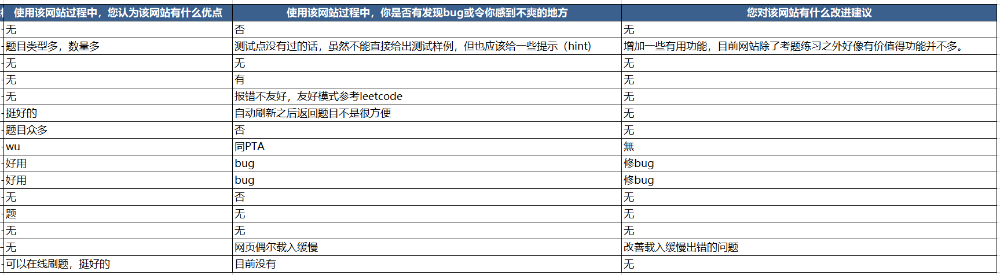 使用该网站过程中，您认为该网站有什么优点 使用该网站过程中，你是否有发现bug或令你感到不爽的地方 您对该网站有什么改进建议
无 否 无
题目类型多，数量多 测试点没有过的话，虽然不能直接给出测试样例，但也应该给一些提示（hint） 增加一些有用功能，目前网站除了考题练习之外好像有价值得功能并不多。
无 无 无
无 有 无
无 报错不友好，友好模式参考leetcode 无
挺好的 自动刷新之后返回题目不是很方便 无
题目众多 否 无
wu 同PTA 無
好用 bug 修bug
好用 bug 修bug
无 否 无
题 无 无
无 无 无
无 网页偶尔载入缓慢 改善载入缓慢出错的问题
可以在线刷题，挺好的 目前没有 无